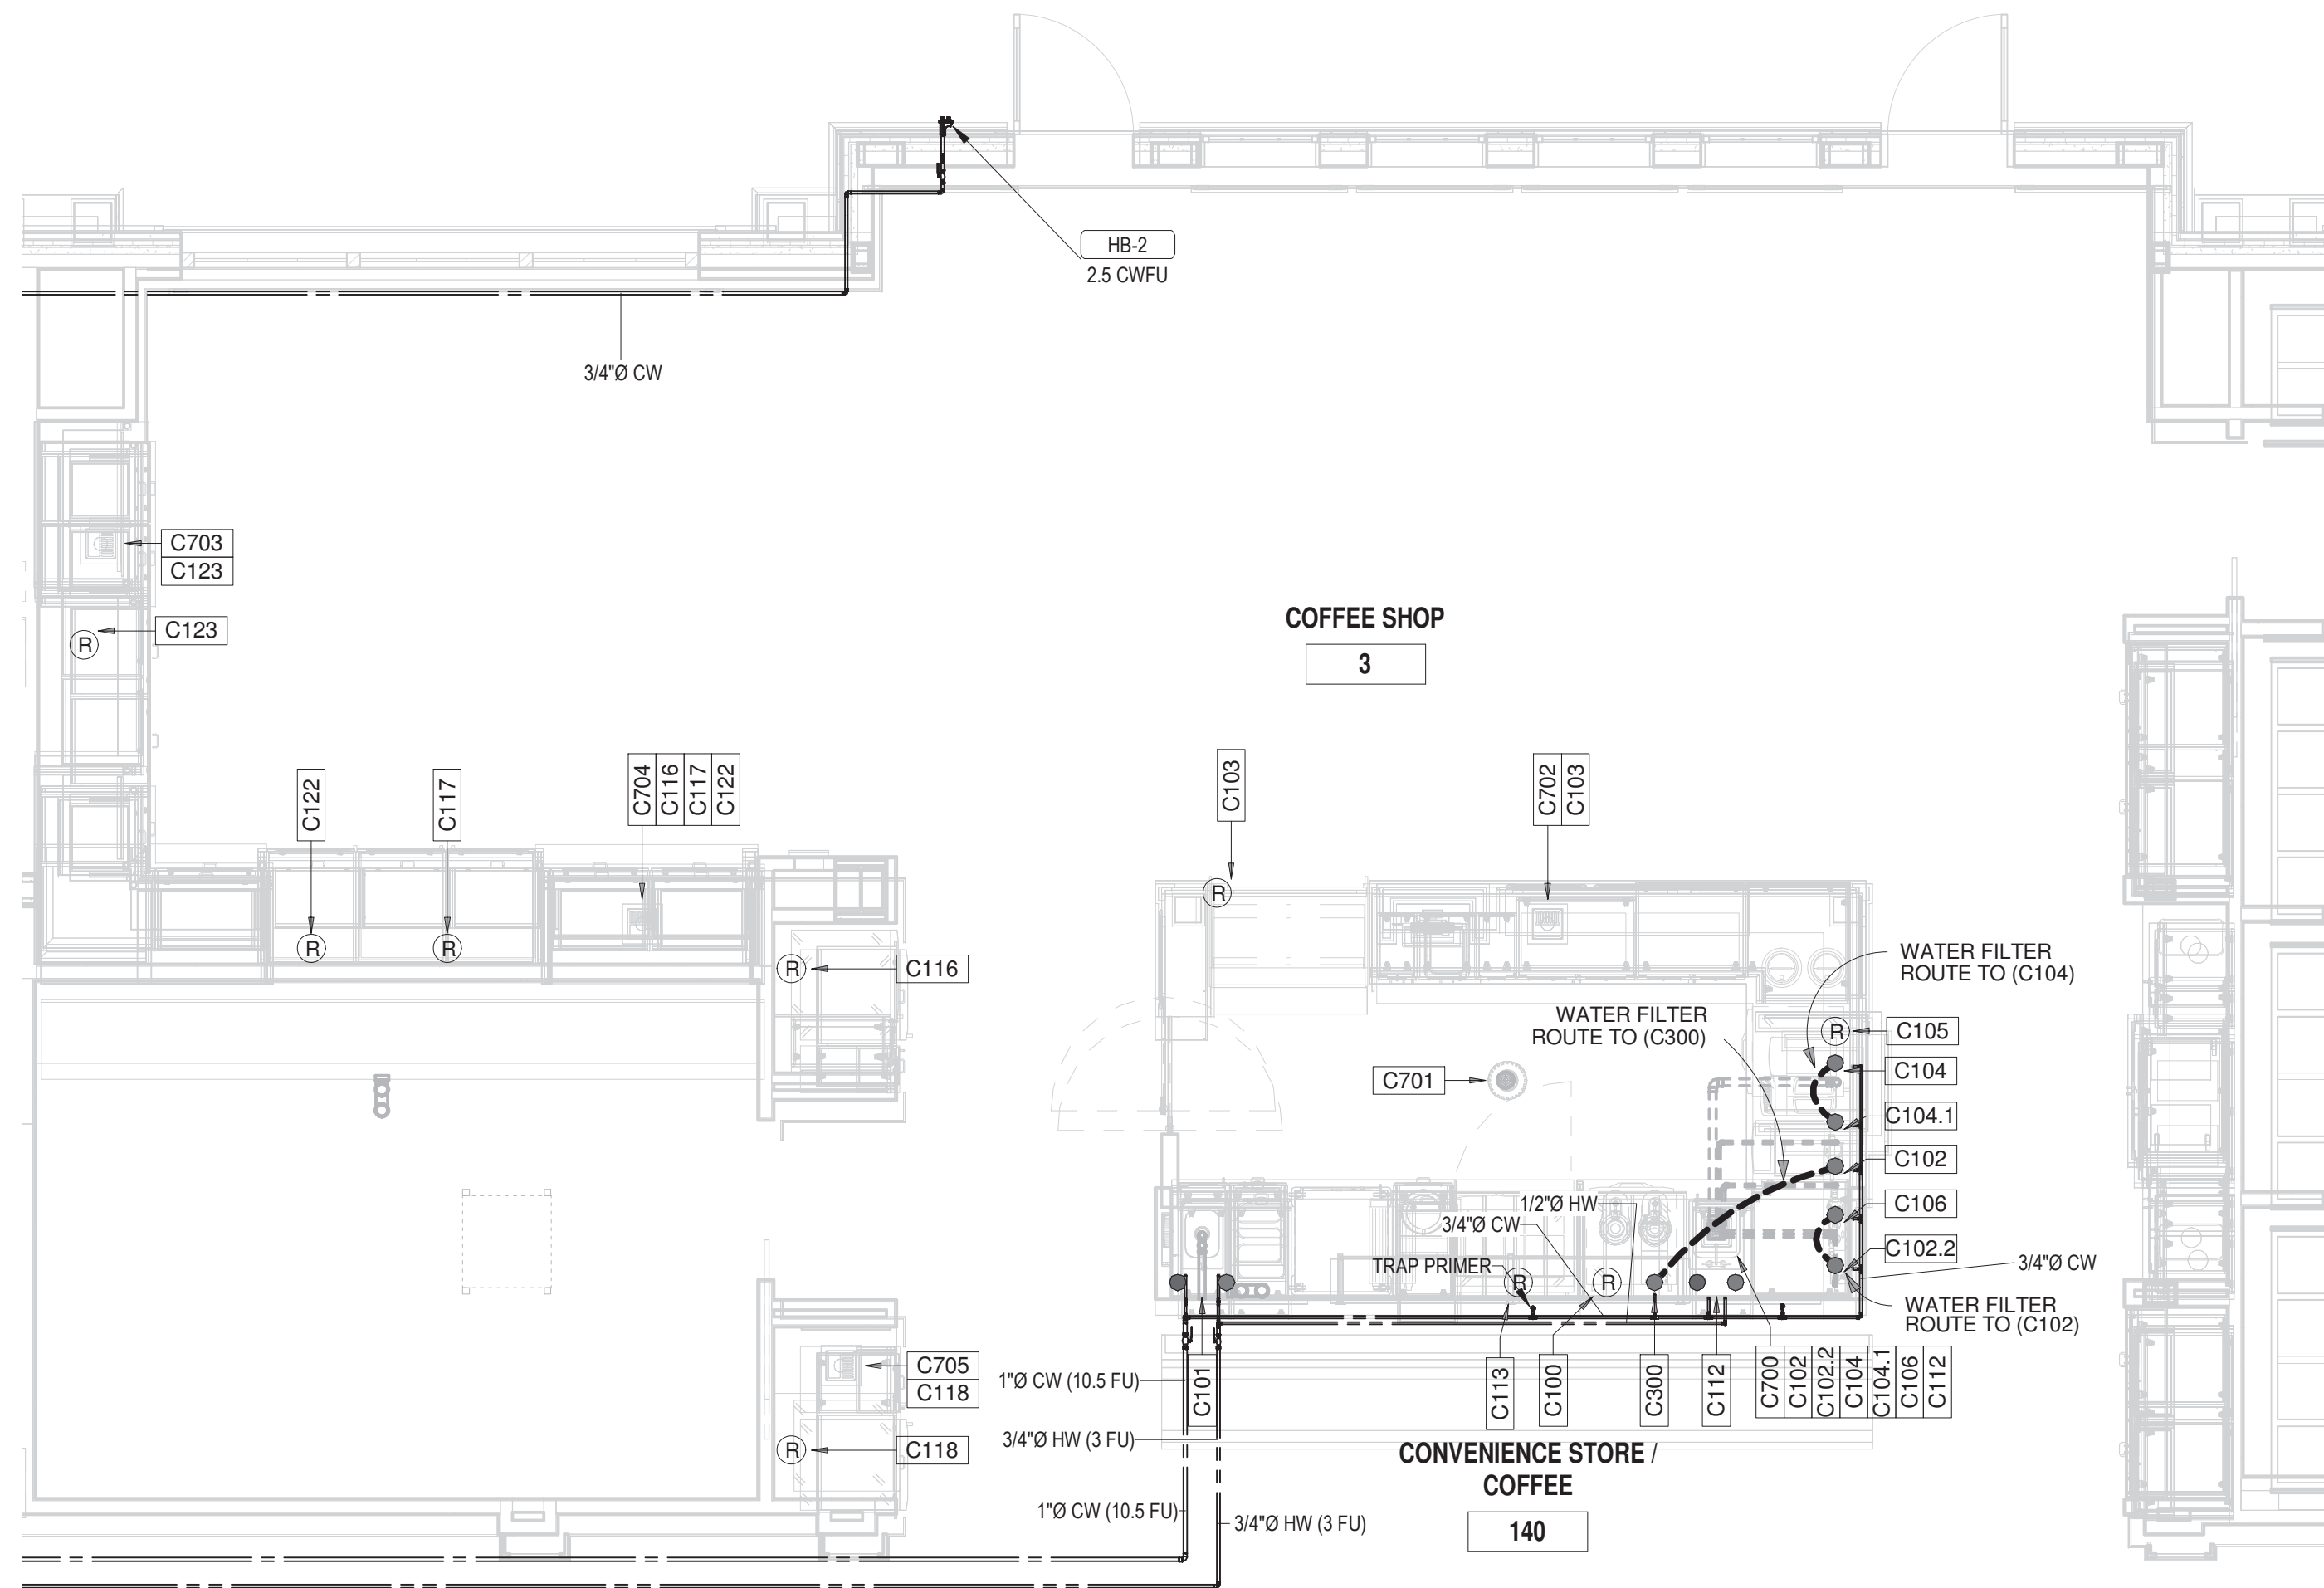 HB-2
2.5 CWFU
3/4"Ø CW
C703
C123
C123
R
COFFEE SHOP
3
C122
C117
C704
C116
C117
C122
C103
C702
C103
R
R
R
R
C116
WATER FILTER
ROUTE TO (C104)
WATER FILTER
ROUTE TO (C300)
R
C105
C104
C701
C104.1
C102
1/2"Ø HW
3/4"Ø CW
C106
C102.2
TRAP PRIMER
R
R
3/4"Ø CW
WATER FILTER
ROUTE TO (C102)
C705
C118
1"Ø CW (10.5 FU)
C101
C113
C100
C300
C112
C700
C102
C102.2
C104
C104.1
C106
C112
3/4"Ø HW (3 FU)
R
C118
CONVENIENCE STORE /
COFFEE
140
1"Ø CW (10.5 FU)
3/4"Ø HW (3 FU)